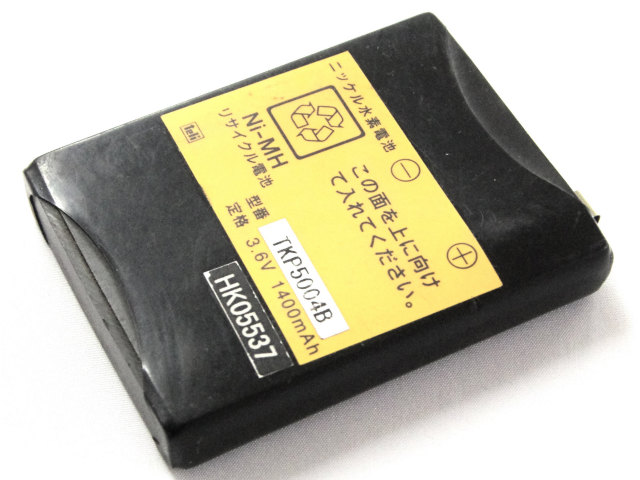 ニッケル水素電池
Ni-MH
リサイクル電池
この面を上に向け
て入れてください。
型番 TKP5004B
定格 3.6V 1400mAh
HK05537
teli